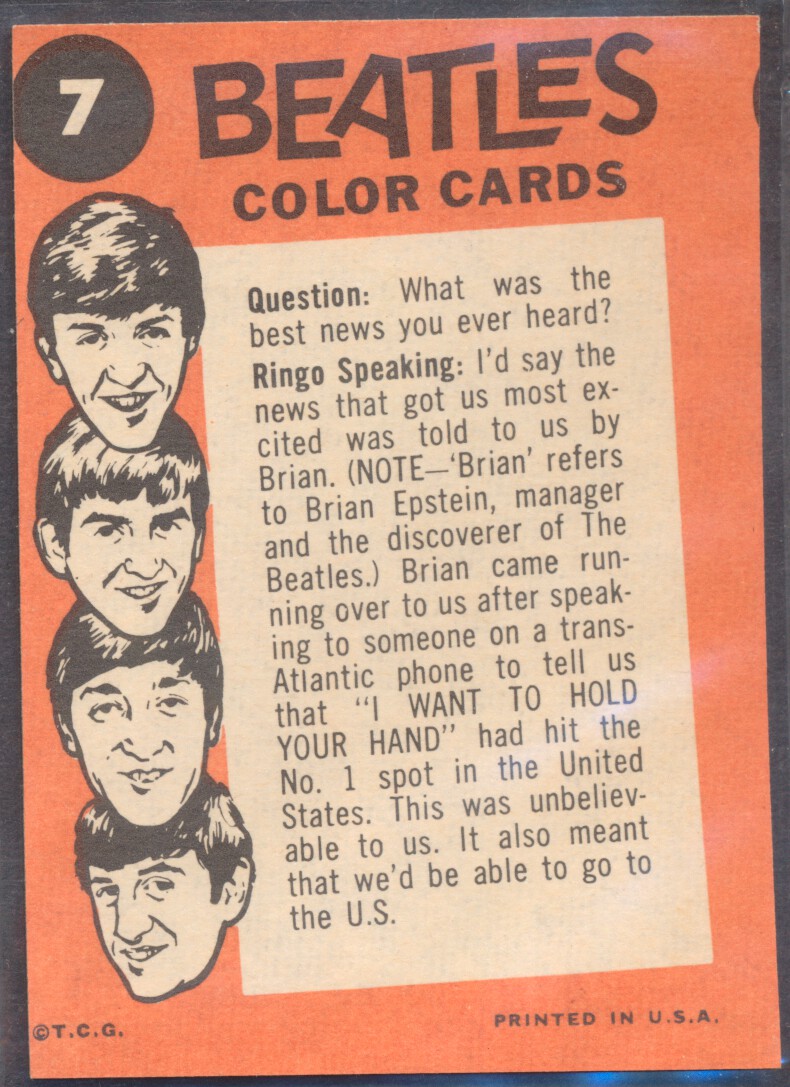 7
BEATLES
COLOR CARDS
Question: What was the
best news you ever heard?
Ringo Speaking: I'd say the
news that got us most ex-
cited was told to us by
Brian. (NOTE—'Brian' refers
to Brian Epstein, manager
and the discoverer of The
Beatles.) Brian came run-
ning over to us after speak-
ing to someone on a trans-
Atlantic phone to tell us
that "I WANT TO HOLD
YOUR HAND" had hit the
No. 1 spot in the United
States. This was unbeliev-
able to us. It also meant
that we'd be able to go to
the U.S.
©T.C.G.
PRINTED IN U.S.A.